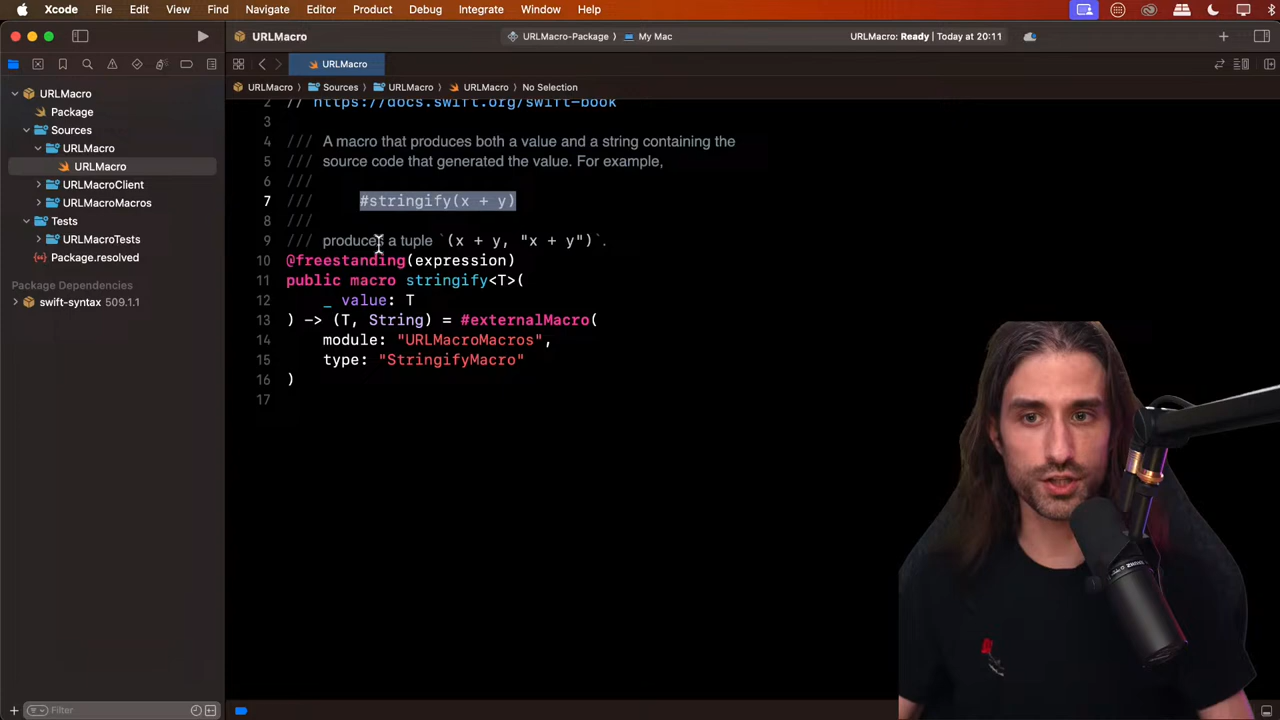 Xcode File Edit View Find Navigate Editor Product Debug Integrate Window Help
URLMacro
URLMacro-Package 〉 My Mac
URLMacro: Ready | Today at 20:11
URLMacro
URLMacro 〉 Sources 〉 URLMacro 〉 URLMacro 〉 No Selection
URLMacro
Package
Sources
URLMacro
URLMacro
URLMacroClient
URLMacroMacros
Tests
URLMacroTests
Package.resolved
Package Dependencies
swift-syntax 509.1.1
2 // https://docs.swift.org/swift-book
3
4 /// A macro that produces both a value and a string containing the
5 /// source code that generated the value. For example,
6 ///
7 /// #stringify(x + y)
8 ///
9 /// produces a tuple `(x + y, "x + y")`.
10 @freestanding(expression)
11 public macro stringify<T>(
12 _ value: T
13 ) -> (T, String) = #externalMacro(
14 module: "URLMacroMacros",
15 type: "StringifyMacro"
16 )
17
Filter